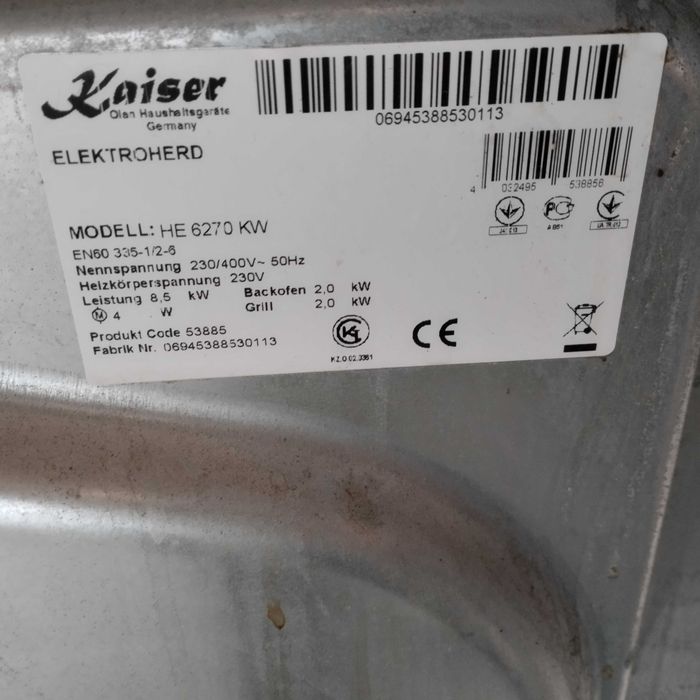 Kaiser
Olan Haushaltsgeräte
Germany
06945388530113
ELEKTROHERD
4 032495 538856
MODELL: HE 6270 KW
EN60 335-1/2-6
Nennspannung 230/400V~ 50Hz
Heizkörperspannung 230V
Leistung 8,5 kW Backofen 2,0 kW
M 4 W Grill 2,0 kW
Produkt Code 53885
Fabrik Nr. 06945388530113
CE